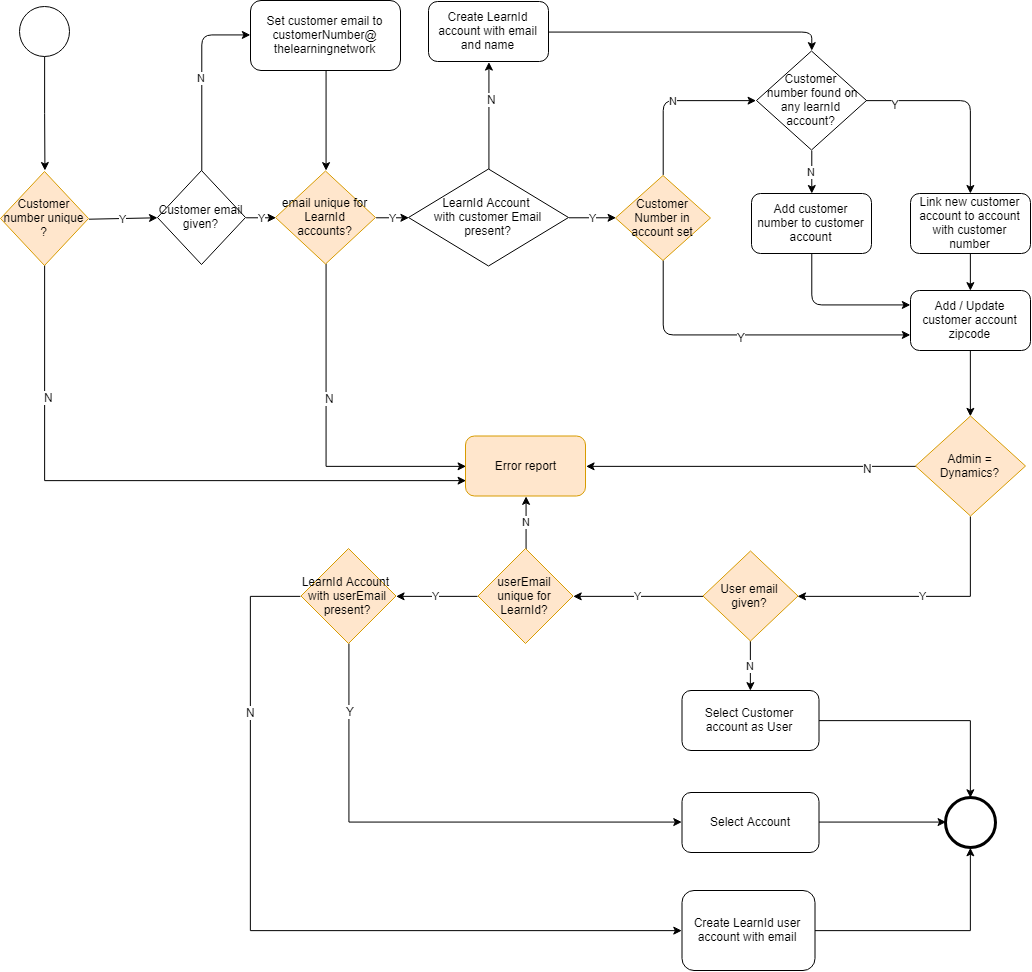 Set customer email to
customerNumber@
thelearningnetwork
Create LearnId
account with email
and name
N
N
Customer
number found on
any learnId
account?
N
Y
Customer
number unique
?
Y
Customer email
given?
Y
email unique for
LearnId
accounts?
Y
LearnId Account
with customer Email
present?
Y
Customer
Number in
account set
N
Add customer
number to customer
account
Link new customer
account to account
with customer
number
Add / Update
customer account
zipcode
Y
N
N
Error report
N
Admin =
Dynamics?
N
LearnId Account
with userEmail
present?
Y
userEmail
unique for
LearnId?
Y
User email
given?
Y
N
N
Y
Select Customer
account as User
Select Account
Create LearnId user
account with email